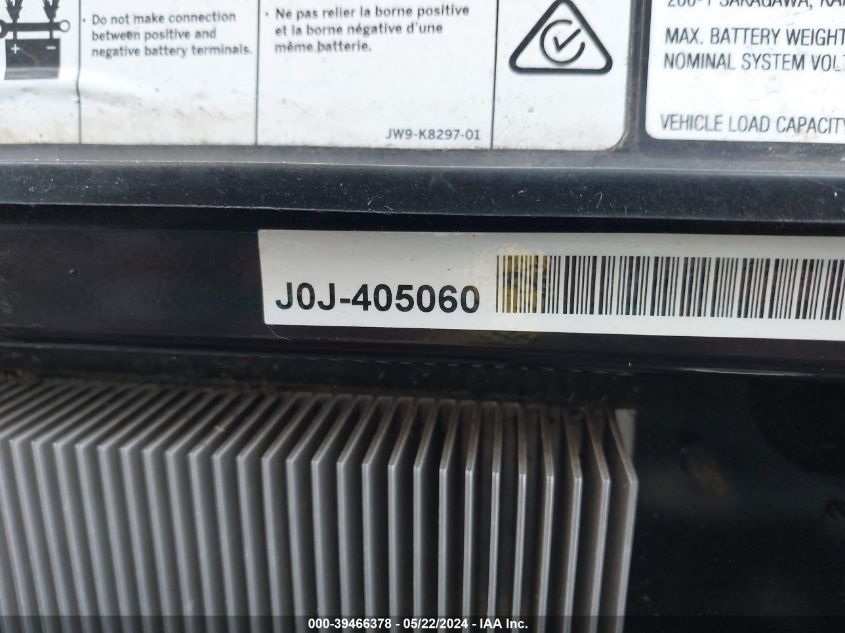 + -
· Do not make connection
between positive and
negative battery terminals.
· Ne pas relier la borne positive
et la borne négative d'une
même batterie.
JW9-K8297-01
MAX. BATTERY WEIGHT
NOMINAL SYSTEM
VEHICLE LOAD CAPACITY
J0J-405060
000-39466378 - 05/22/2024 - IAA Inc.